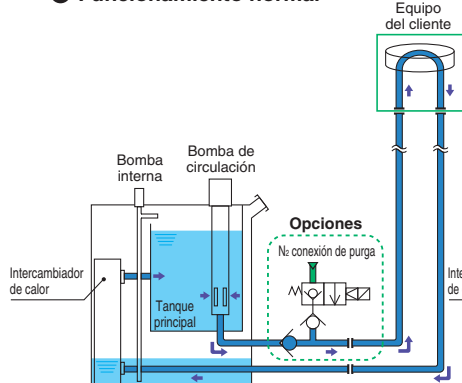 Funcionamiento normal
Equipo
del cliente
Bomba
interna
Bomba de
circulación
Opciones
N2 conexión de purga
Intercambiador
de calor
Tanque
principal
de